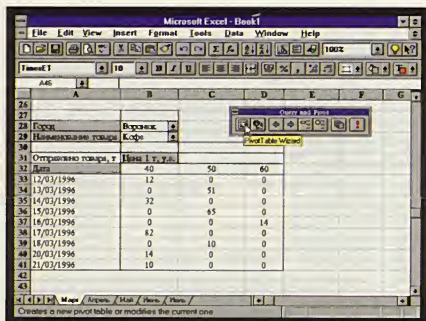 Microsoft Excel - Book1
File Edit View Insert Format Tools Data Window Help
100%
TimesET 10
A46
A B C D E F G
26
27
28 Город Воронеж
29 Наименование товара Кофе
30
31 Отправлено товара, т Цена 1 т, у.е.
32 Дата 40 50 60
33 12/03/1996 12 0 0
34 13/03/1996 0 51 0
35 14/03/1996 32 0 0
36 15/03/1996 0 65 0
37 16/03/1996 0 0 14
38 17/03/1996 82 0 0
39 18/03/1996 0 10 0
40 20/03/1996 14 0 0
41 21/03/1996 10 0 0
42
43
Query and Pivot
PivotTable Wizard
Март Апрель Май Июнь Июль
Creates a new pivot table or modifies the current one